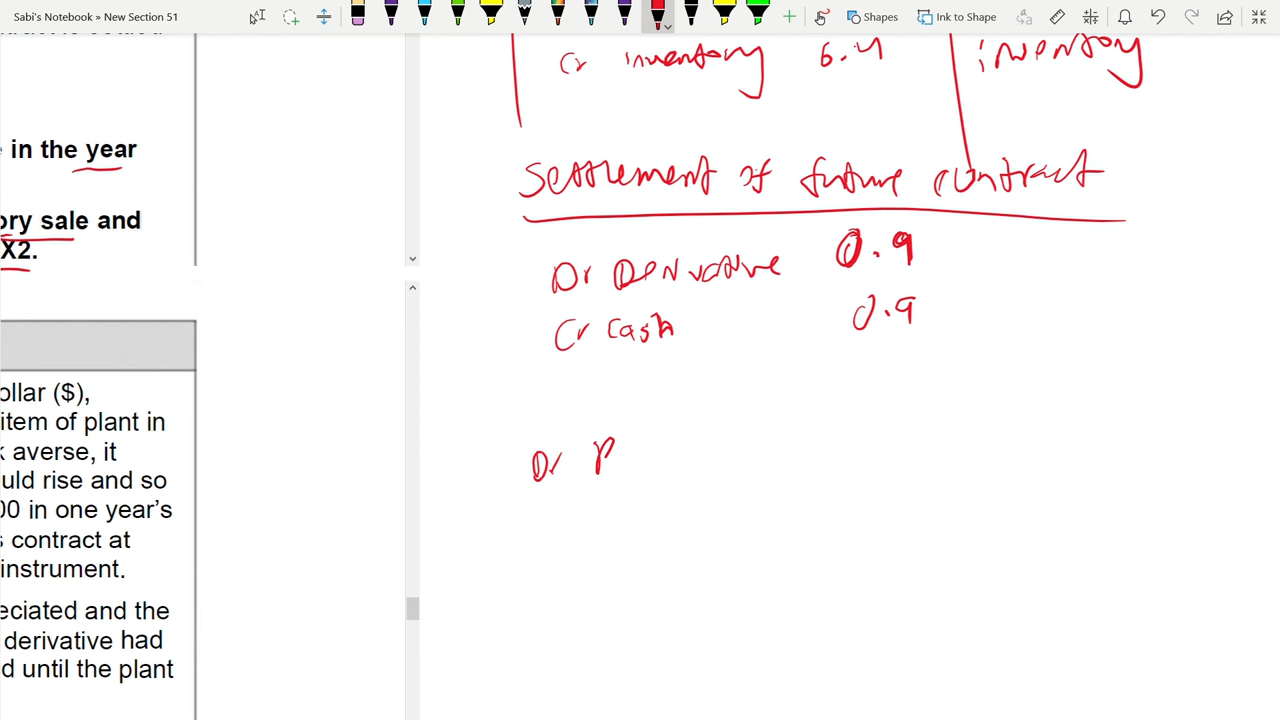 Sabi's Notebook » New Section 51
Shapes
Ink to Shape
Cr inventory 6.4
inventory
e in the year
ory sale and
X2.
Settlement of future contract
Dr Derivative 0.9
Cr Cash 0.9
ollar ($),
item of plant in
k averse, it
uld rise and so
00 in one year's
s contract at
instrument.
eciated and the
derivative had
d until the plant
Dr P